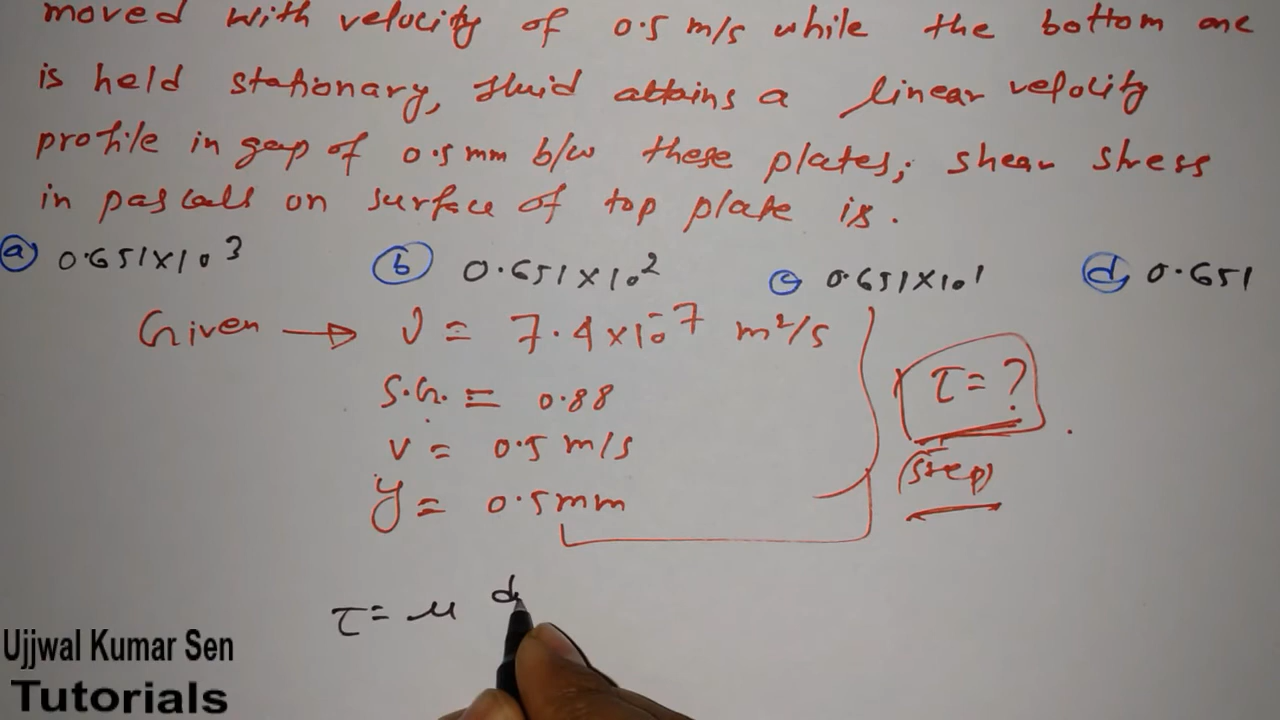 moved with velocity of 0.5 m/s while the bottom one
is held stationary, fluid attains a linear velocity
profile in gap of 0.5 mm b/w these plates; shear stress
in pascals on surface of top plate is.
ⓐ 0.651×10³ ⓑ 0.651×10² ⓒ 0.651×10¹ ⓓ 0.651
Given → ν = 7.4×10⁻⁷ m²/s
S.G. = 0.88
v = 0.5 m/s
y = 0.5mm
τ = ?
(Step)
τ = μ d
Ujjwal Kumar Sen
Tutorials